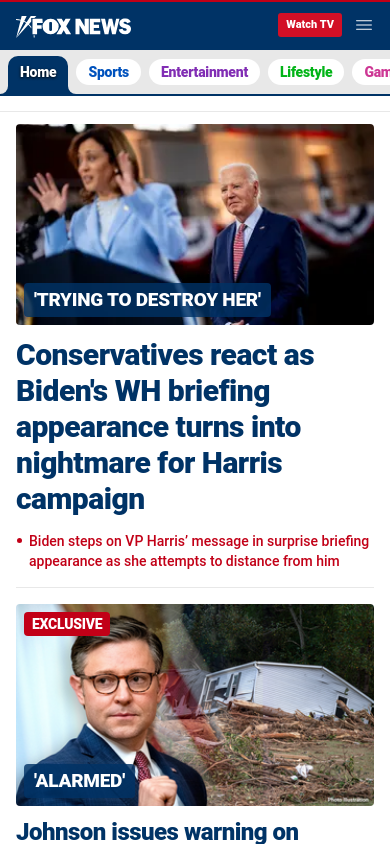 FOX NEWS
Watch TV
Home
Sports
Entertainment
Lifestyle
Gam
'TRYING TO DESTROY HER'
Conservatives react as
Biden's WH briefing
appearance turns into
nightmare for Harris
campaign
• Biden steps on VP Harris’ message in surprise briefing
appearance as she attempts to distance from him
EXCLUSIVE
'ALARMED'
Photo Illustration
Johnson issues warning on